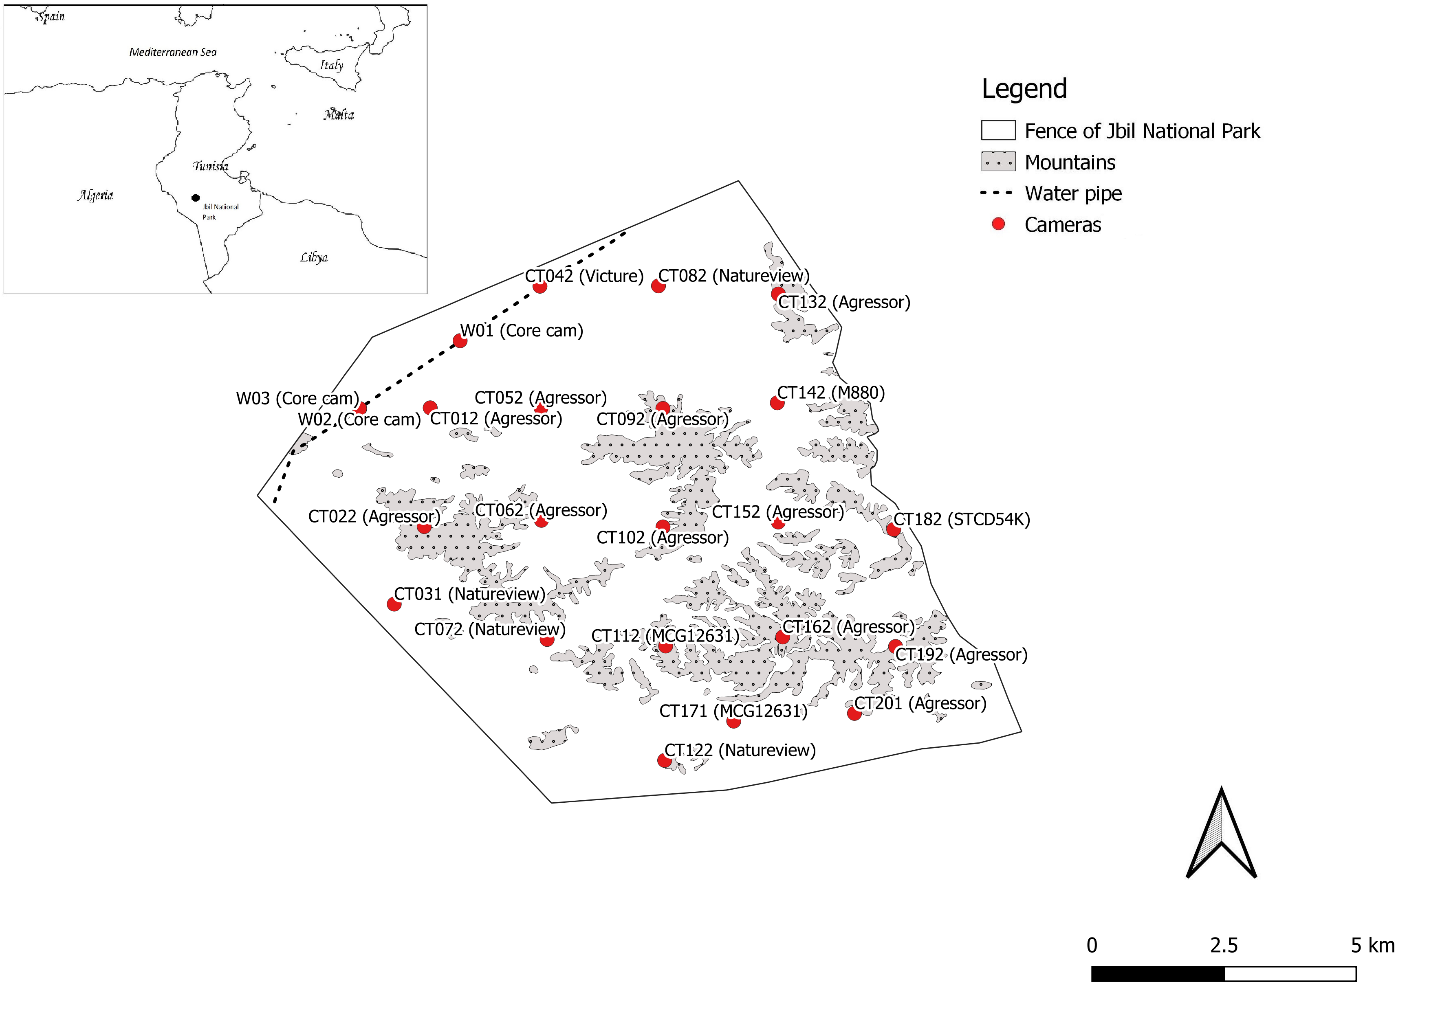 Spain
Mediterranean Sea
Italy
Malta
Tunisia
Algeria
Jbil National
Park
Libya
Legend
Fence of Jbil National Park
Mountains
Water pipe
Cameras
CT042 (Victure)
CT082 (Natureview)
CT132 (Agressor)
W01 (Core cam)
W03 (Core cam)
CT052 (Agressor)
CT142 (M880)
W02 (Core cam)
CT012 (Agressor)
CT092 (Agressor)
CT022 (Agressor)
CT062 (Agressor)
CT152 (Agressor)
CT182 (STCD54K)
CT102 (Agressor)
CT031 (Natureview)
CT072 (Natureview)
CT112 (MCG12631)
CT162 (Agressor)
CT192 (Agressor)
CT171 (MCG12631)
CT201 (Agressor)
CT122 (Natureview)
0 2.5 5 km